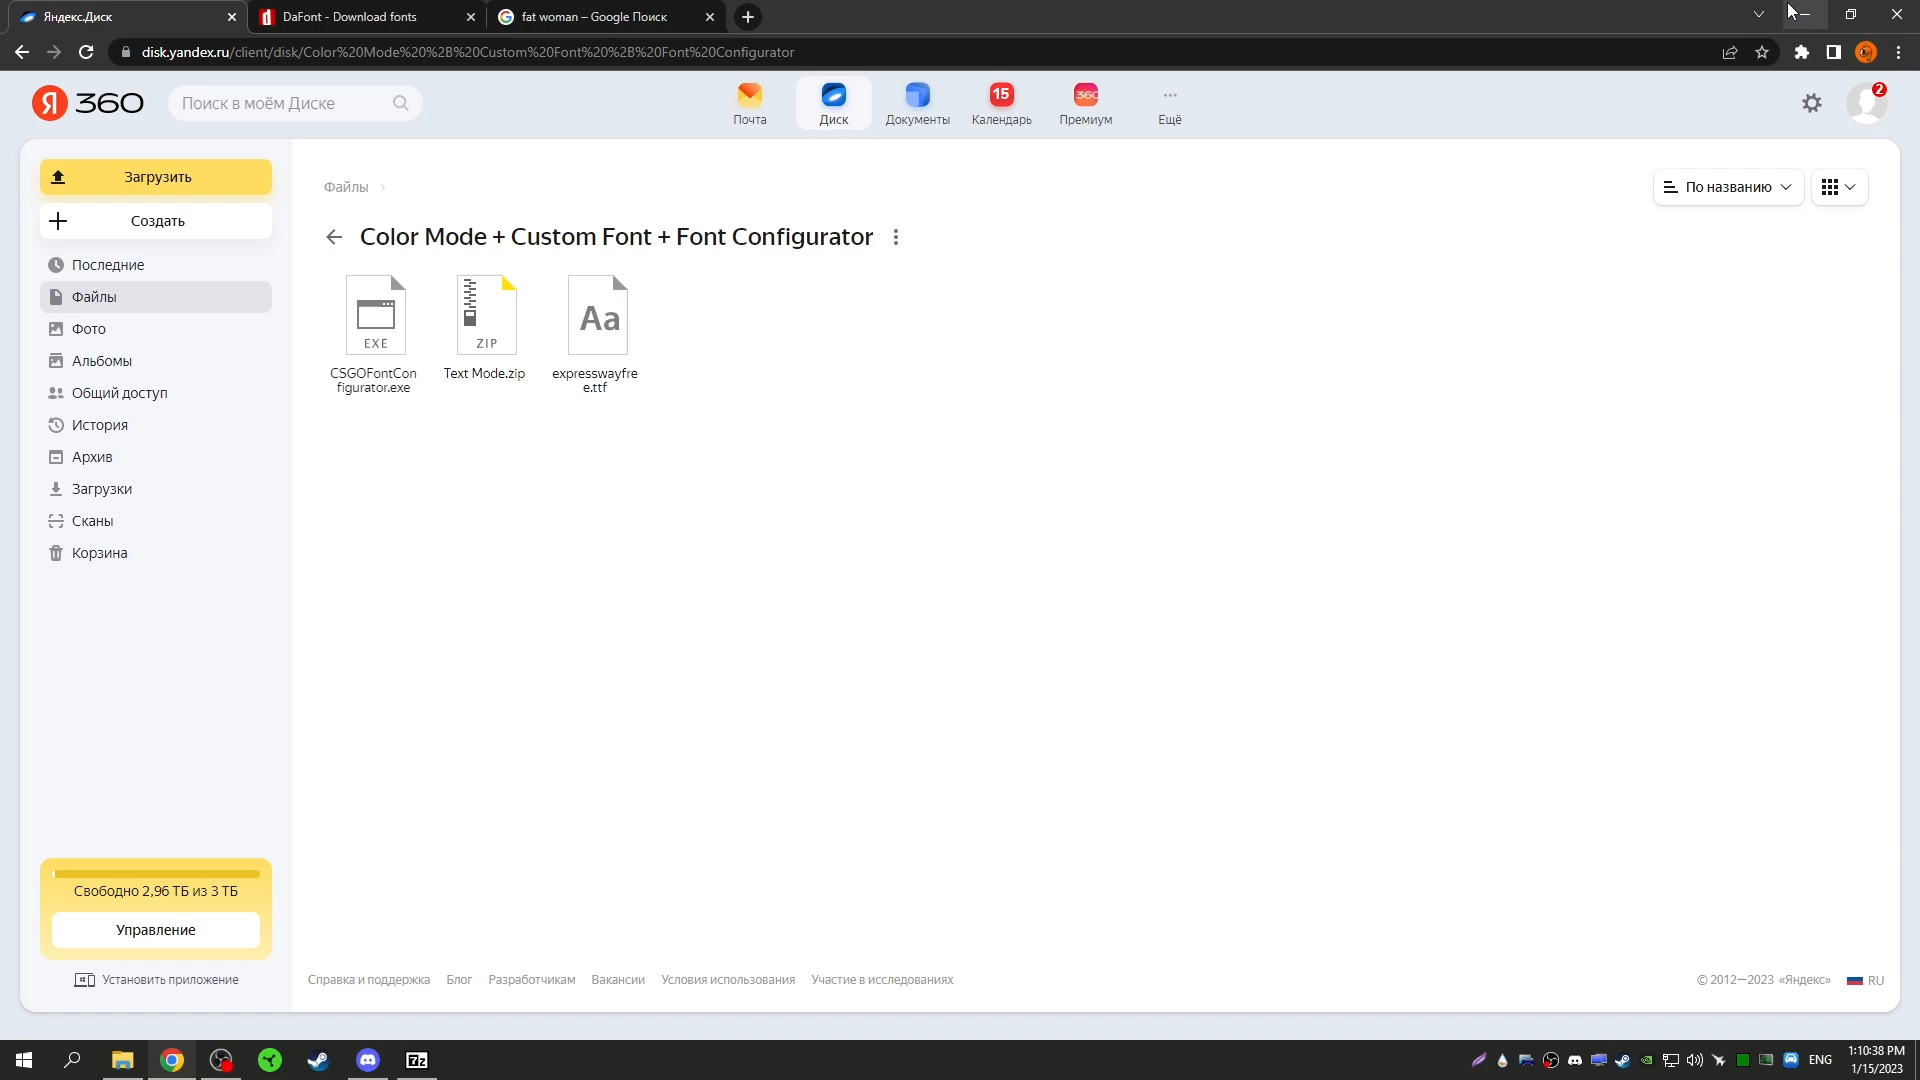 Яндекс.Диск
DaFont - Download fonts
fat woman – Google Поиск
disk.yandex.ru/client/disk/Color%20Mode%20%2B%20Custom%20Font%20%2B%20Font%20Configurator
Я 360
Поиск в моём Диске
Почта
Диск
Документы
15
Календарь
360
Премиум
Ещё
2
Загрузить
Создать
Последние
Файлы
Фото
Альбомы
Общий доступ
История
Архив
Загрузки
Сканы
Корзина
Свободно 2,96 ТБ из 3 ТБ
Управление
Установить приложение
Файлы
По названию
Color Mode + Custom Font + Font Configurator
EXE
CSGOFontCon
figurator.exe
ZIP
Text Mode.zip
Aa
expresswayfre
e.ttf
Справка и поддержка Блог Разработчикам Вакансии Условия использования Участие в исследованиях
© 2012—2023 «Яндекс» RU
7z
ENG
1:10:38 PM
1/15/2023